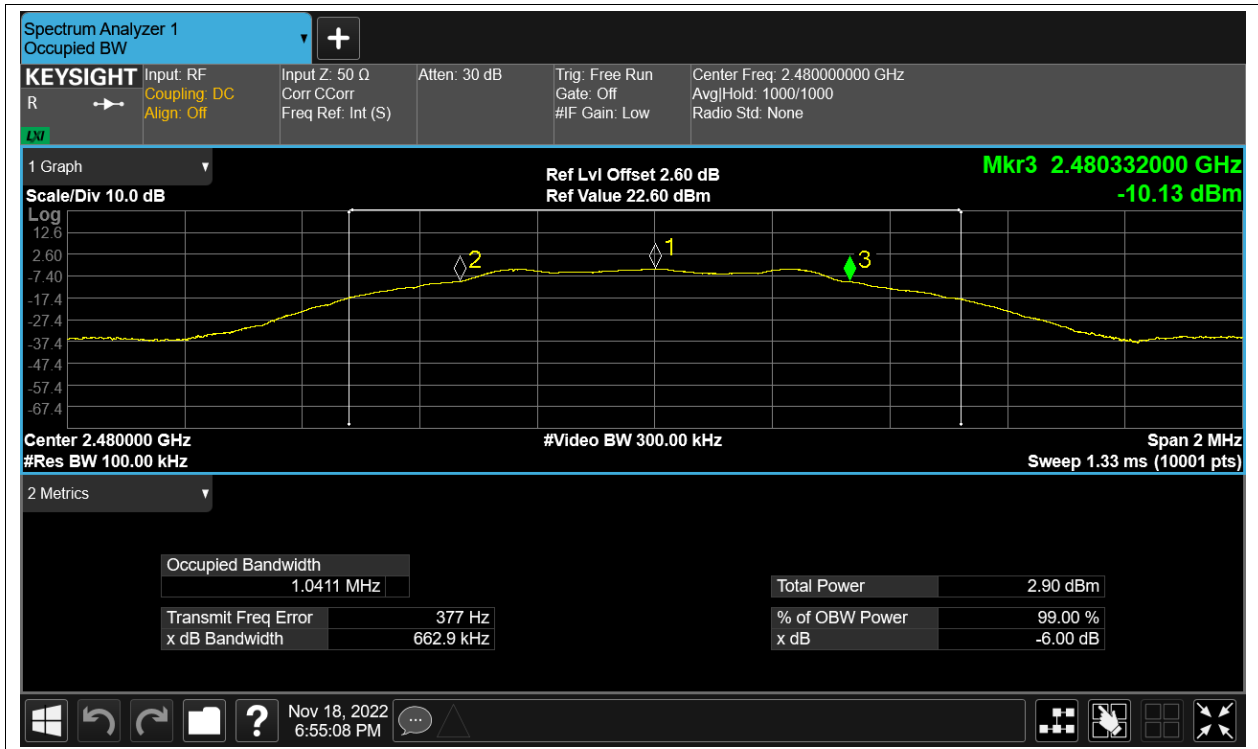 Spectrum Analyzer 1
Occupied BW
KEYSIGHT
R
LXI
Input: RF
Coupling: DC
Align: Off
Input Z: 50 Ω
Corr CCorr
Freq Ref: Int (S)
Atten: 30 dB
Trig: Free Run
Gate: Off
#IF Gain: Low
Center Freq: 2.480000000 GHz
Avg|Hold: 1000/1000
Radio Std: None
1 Graph
Scale/Div 10.0 dB
Ref Lvl Offset 2.60 dB
Ref Value 22.60 dBm
Mkr3 2.480332000 GHz
-10.13 dBm
Log
12.6
2.60
-7.40
-17.4
-27.4
-37.4
-47.4
-57.4
-67.4
2
1
3
Center 2.480000 GHz
#Res BW 100.00 kHz
#Video BW 300.00 kHz
Span 2 MHz
Sweep 1.33 ms (10001 pts)
2 Metrics
Occupied Bandwidth
1.0411 MHz
Transmit Freq Error 377 Hz
x dB Bandwidth 662.9 kHz
Total Power 2.90 dBm
% of OBW Power 99.00 %
x dB -6.00 dB
?
Nov 18, 2022
6:55:08 PM